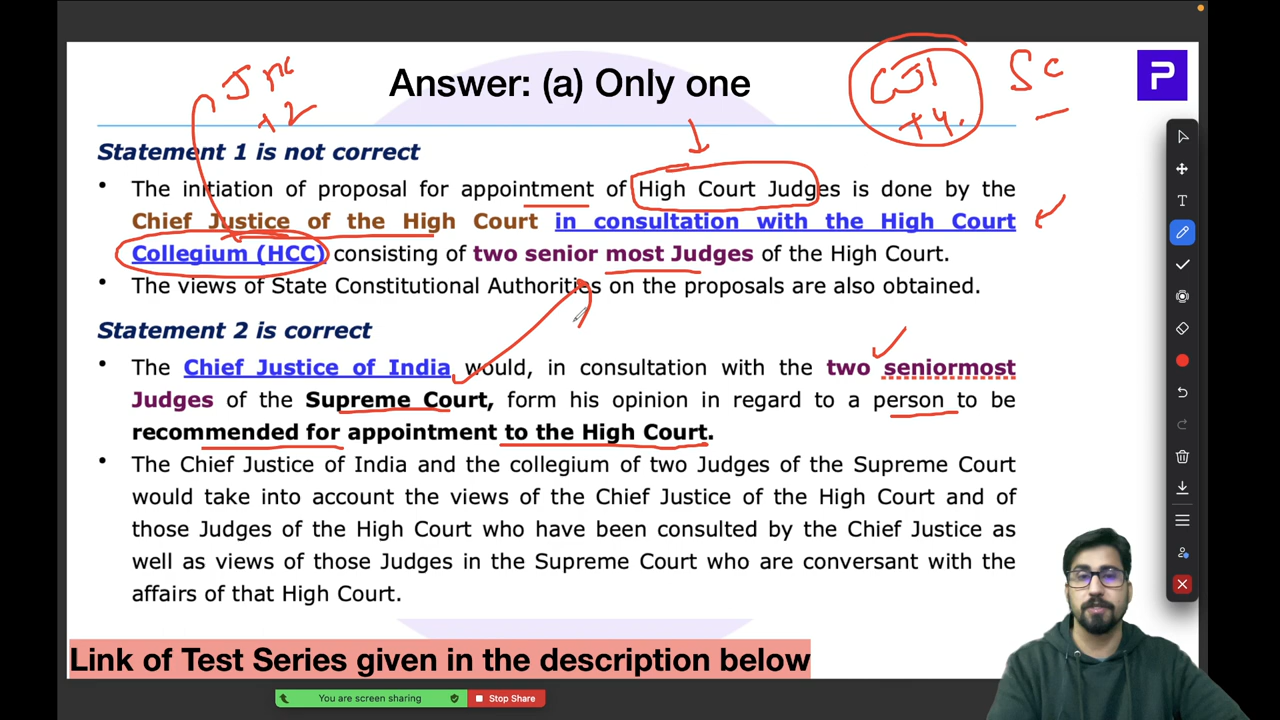 Answer: (a) Only one
CJI
+4.
SC
+2
P
Statement 1 is not correct
• The initiation of proposal for appointment of High Court Judges is done by the
Chief Justice of the High Court in consultation with the High Court
Collegium (HCC) consisting of two senior most Judges of the High Court.
• The views of State Constitutional Authorities on the proposals are also obtained.
Statement 2 is correct
• The Chief Justice of India would, in consultation with the two seniormost
Judges of the Supreme Court, form his opinion in regard to a person to be
recommended for appointment to the High Court.
• The Chief Justice of India and the collegium of two Judges of the Supreme Court
would take into account the views of the Chief Justice of the High Court and of
those Judges of the High Court who have been consulted by the Chief Justice as
well as views of those Judges in the Supreme Court who are conversant with the
affairs of that High Court.
Link of Test Series given in the description below
You are screen sharing
Stop Share
T